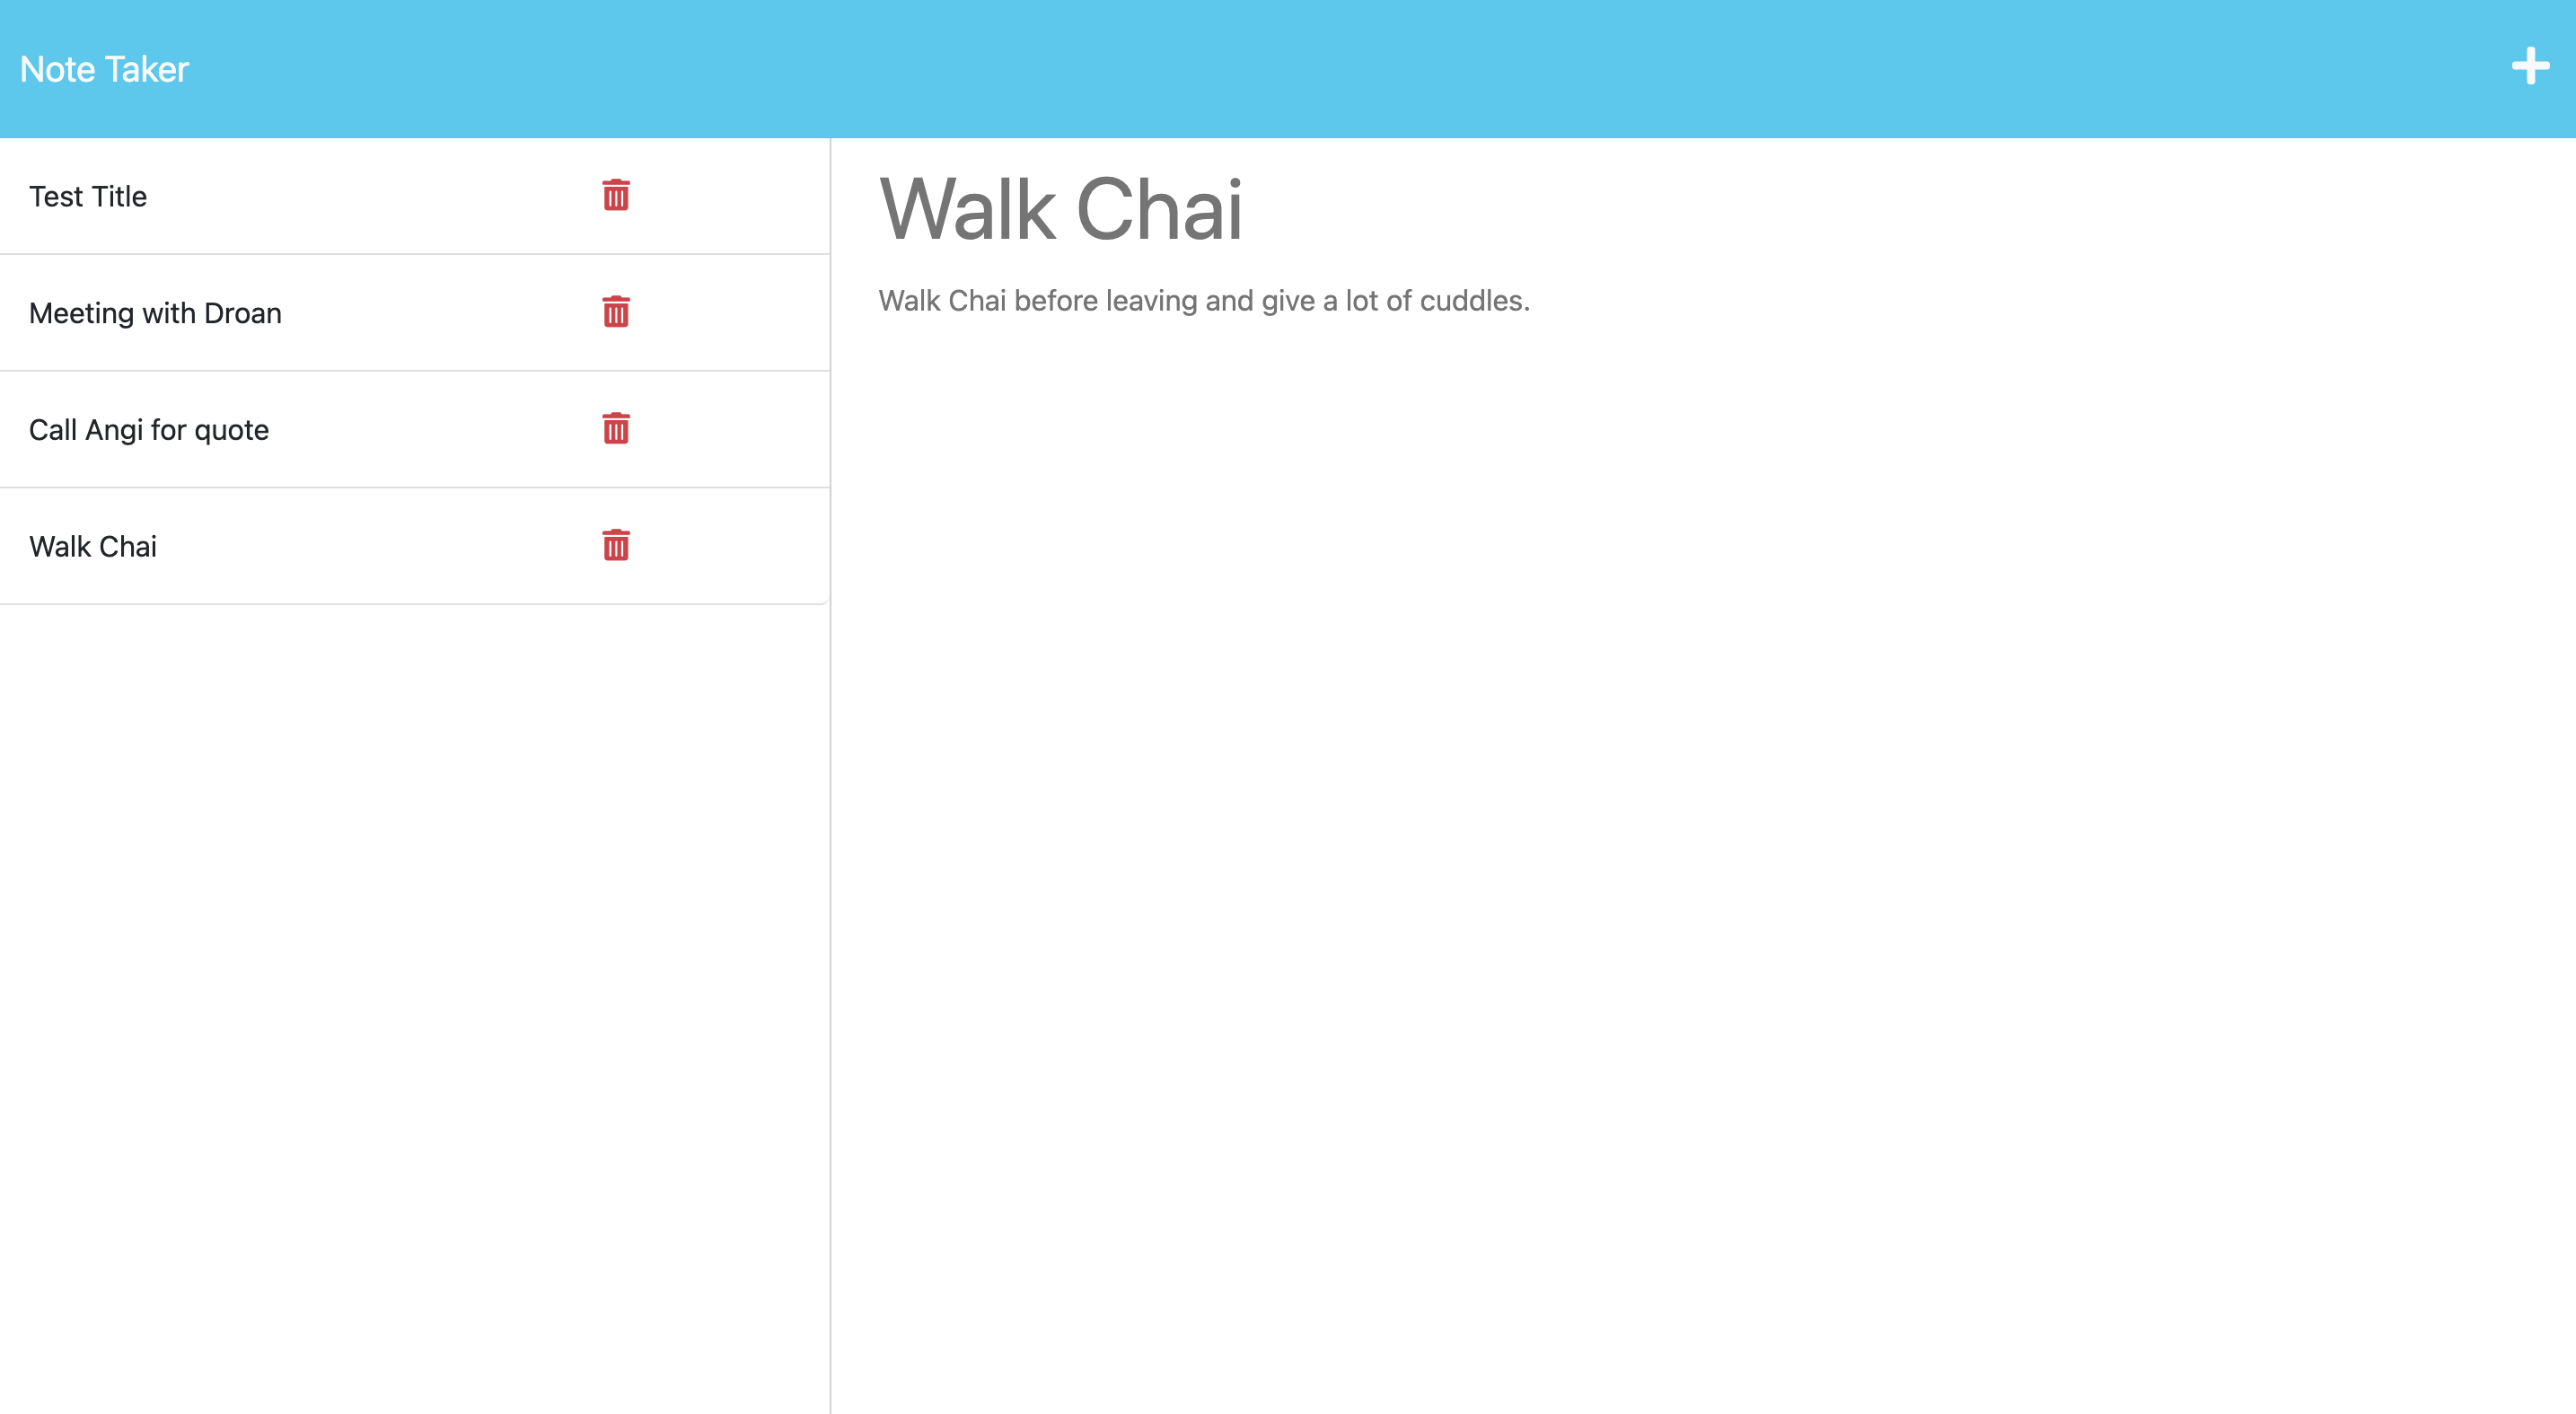 Note Taker
Test Title
Meeting with Droan
Call Angi for quote
Walk Chai
Walk Chai
Walk Chai before leaving and give a lot of cuddles.